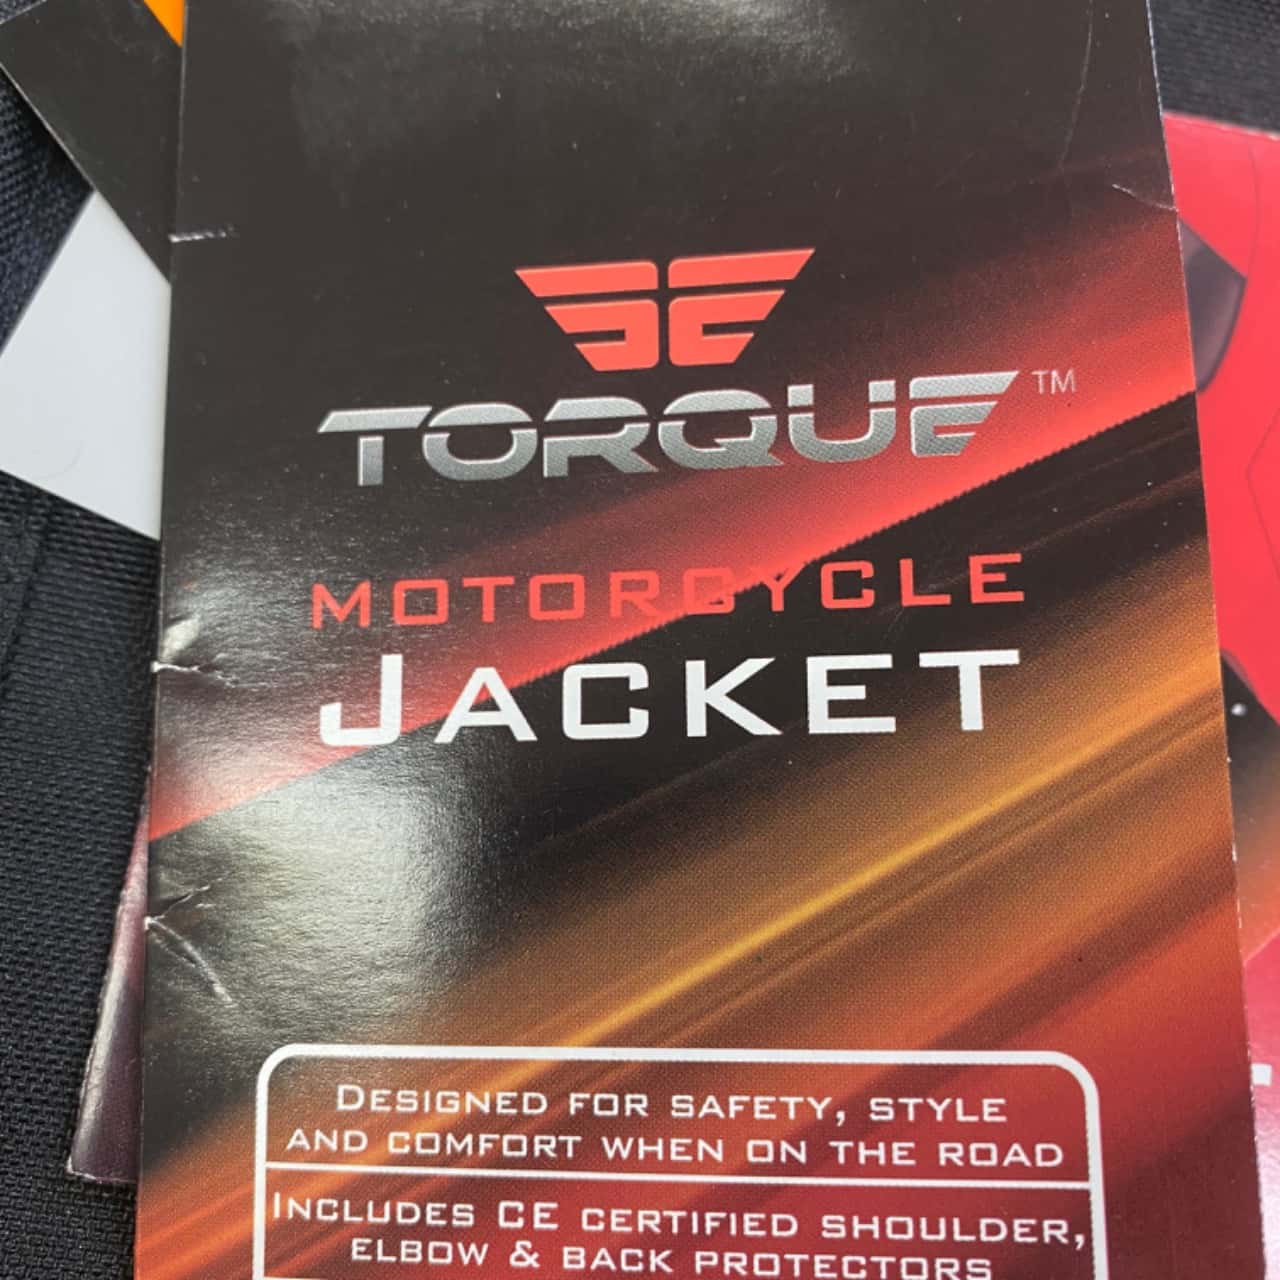 TORQUE™
MOTORCYCLE
JACKET
DESIGNED FOR SAFETY, STYLE
AND COMFORT WHEN ON THE ROAD
INCLUDES CE CERTIFIED SHOULDER,
ELBOW & BACK PROTECTORS